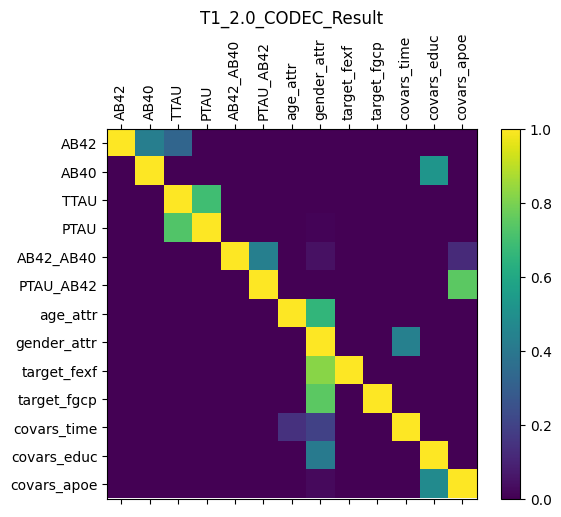 T1_2.0_CODEC_Result
AB42
AB40
TTAU
PTAU
AB42_AB40
PTAU_AB42
age_attr
gender_attr
target_fexf
target_fgcp
covars_time
covars_educ
covars_apoe
AB42
AB40
TTAU
PTAU
AB42_AB40
PTAU_AB42
age_attr
gender_attr
target_fexf
target_fgcp
covars_time
covars_educ
covars_apoe
1.0
0.8
0.6
0.4
0.2
0.0